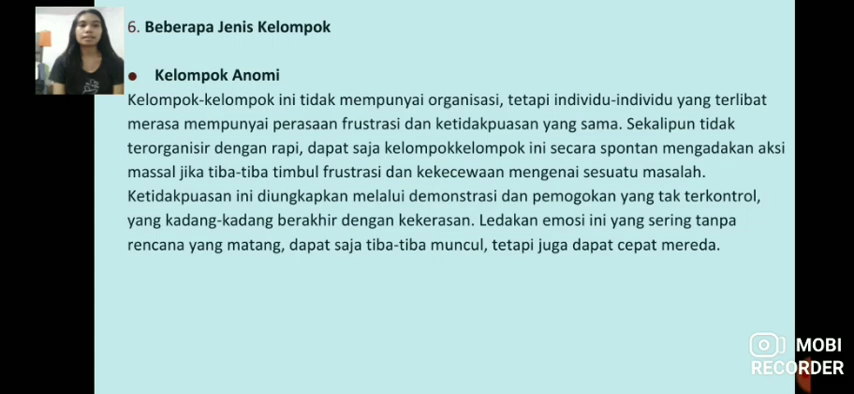 6. Beberapa Jenis Kelompok
● Kelompok Anomi
Kelompok-kelompok ini tidak mempunyai organisasi, tetapi individu-individu yang terlibat
merasa mempunyai perasaan frustrasi dan ketidakpuasan yang sama. Sekalipun tidak
terorganisir dengan rapi, dapat saja kelompokkelompok ini secara spontan mengadakan aksi
massal jika tiba-tiba timbul frustrasi dan kekecewaan mengenai sesuatu masalah.
Ketidakpuasan ini diungkapkan melalui demonstrasi dan pemogokan yang tak terkontrol,
yang kadang-kadang berakhir dengan kekerasan. Ledakan emosi ini yang sering tanpa
rencana yang matang, dapat saja tiba-tiba muncul, tetapi juga dapat cepat mereda.
MOBI
RECORDER